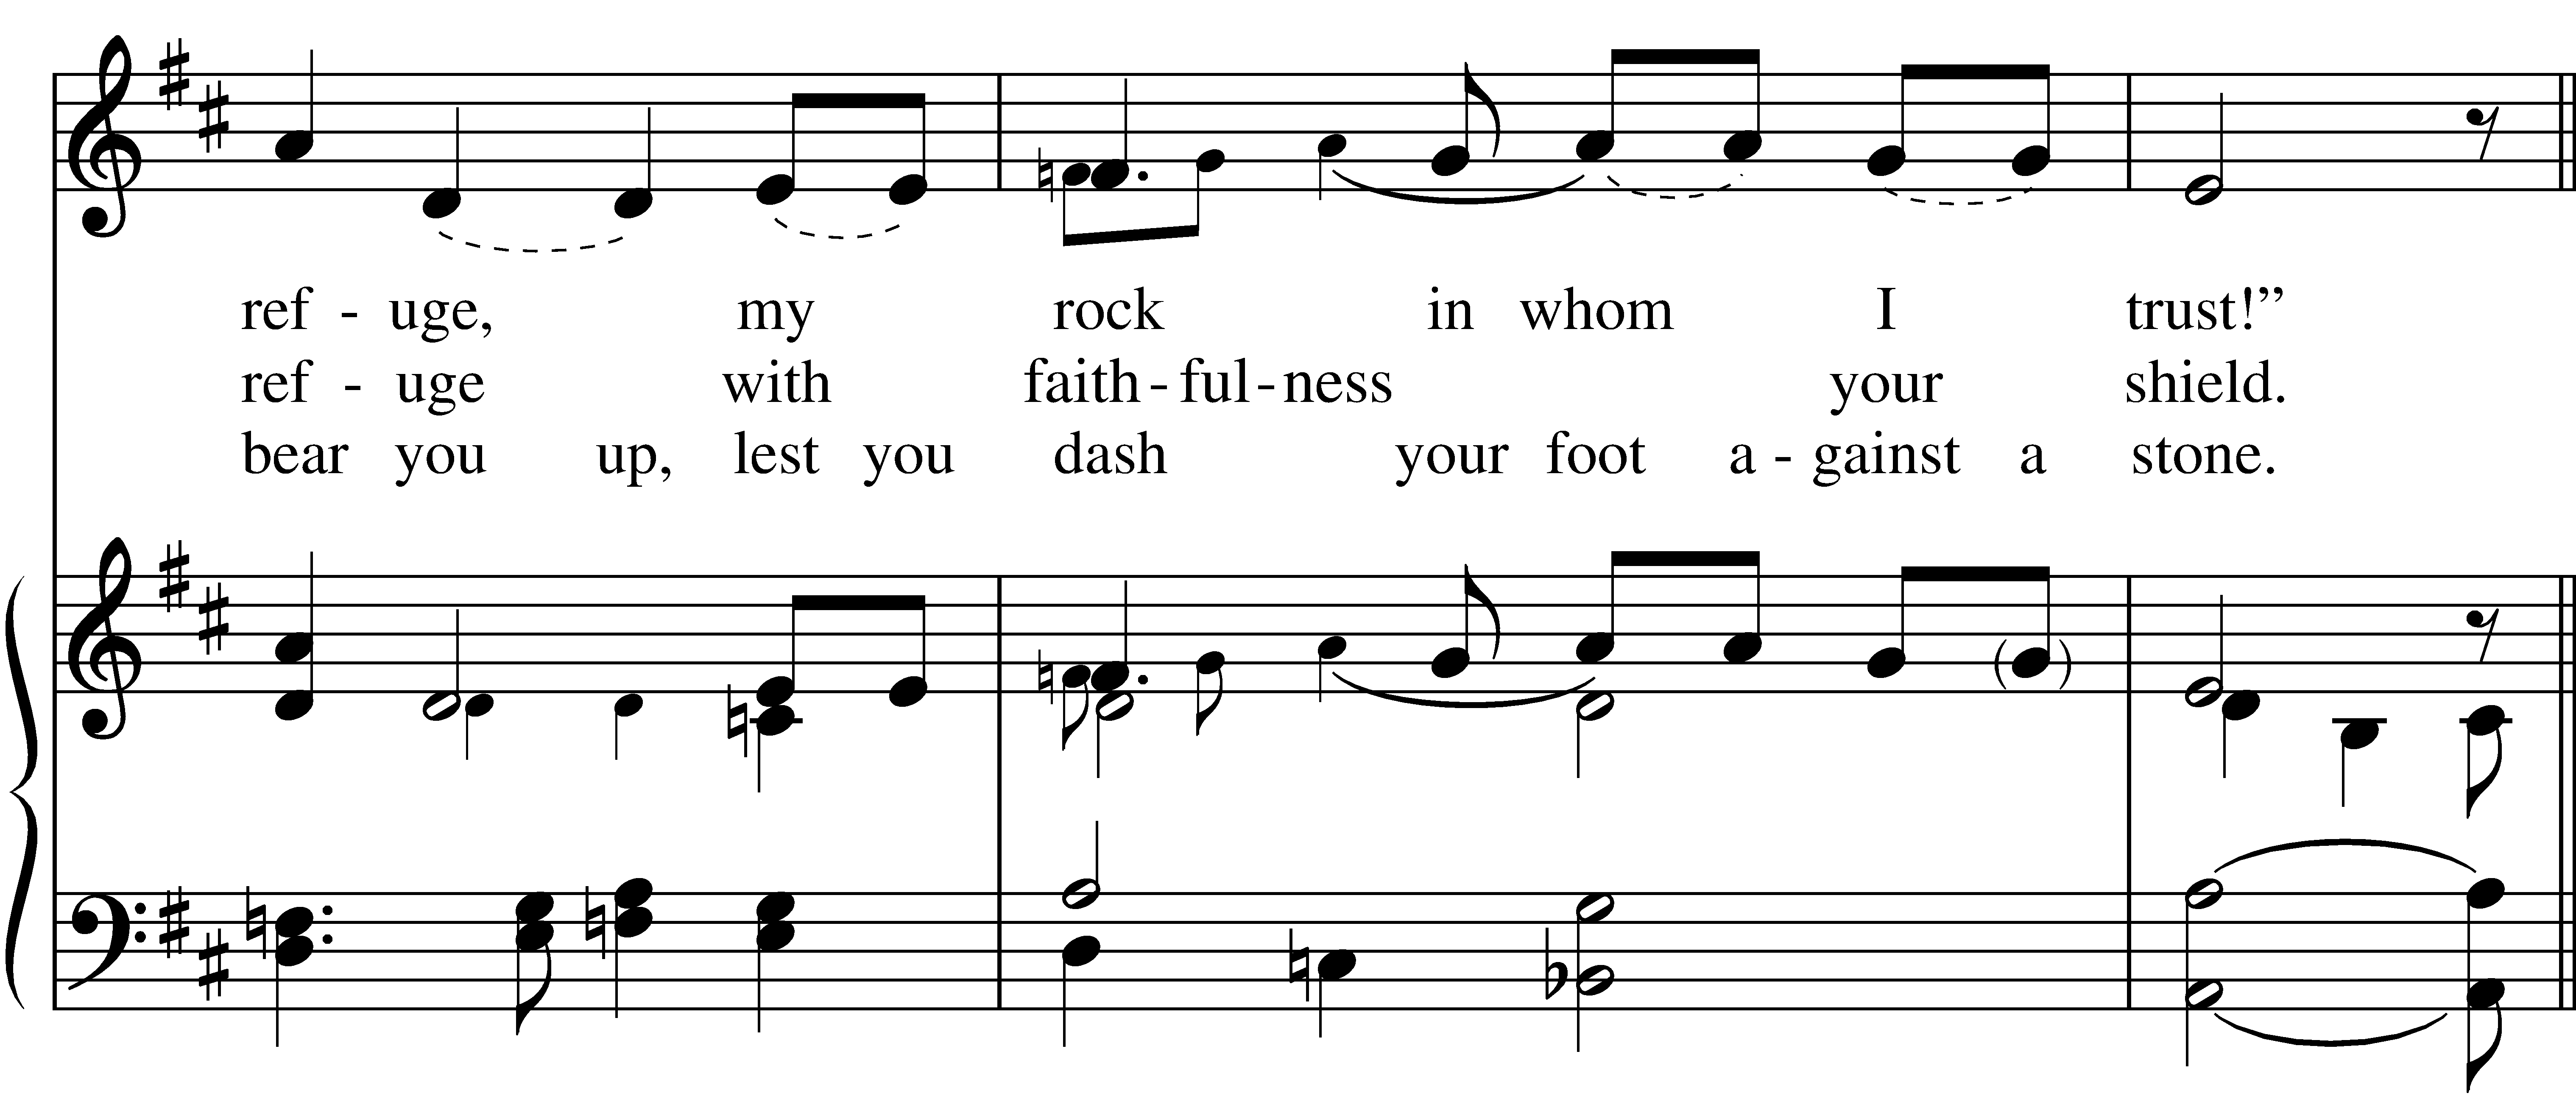 ref - uge, my rock in whom I trust!”
ref - uge with faith - ful - ness your shield.
bear you up, lest you dash your foot a - gainst a stone.